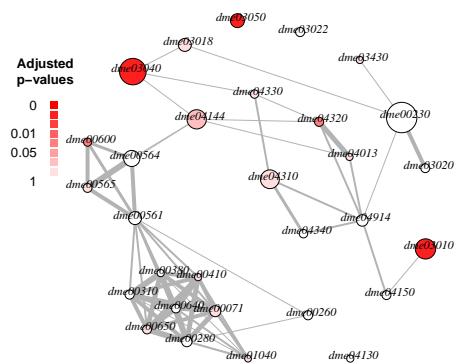 dme03050
dme03022
dme03018
dme03430
Adjusted
p-values
dme03040
dme04330
0
0.01
0.05
1
dme04144
dme04320
dme00230
dme00600
dme00564
dme04013
dme03020
dme00565
dme04310
dme00561
dme04340
dme04914
dme03010
dme00380
dme00410
dme00310
dme00640
dme00071
dme00260
dme04150
dme00650
dme00280
dme01040
dme04130